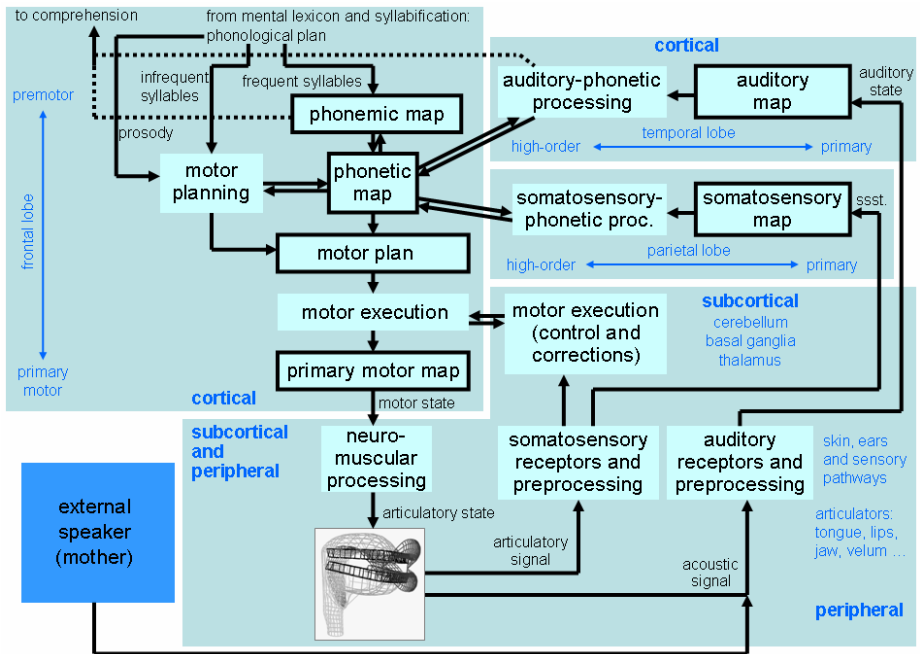 to comprehension
from mental lexicon and syllabification:
phonological plan
infrequent
syllables
frequent syllables
prosody
premotor
frontal lobe
primary
motor
phonemic map
motor
planning
phonetic
map
motor plan
motor execution
primary motor map
cortical
motor state
cortical
auditory-phonetic
processing
auditory
map
auditory
state
temporal lobe
high-order
primary
somatosensory-
phonetic proc.
somatosensory
map
ssst.
parietal lobe
high-order
primary
motor execution
(control and
corrections)
subcortical
cerebellum
basal ganglia
thalamus
subcortical
and
peripheral
neuro-
muscular
processing
somatosensory
receptors and
preprocessing
auditory
receptors and
preprocessing
skin, ears
and sensory
pathways
articulators:
tongue, lips,
jaw, velum ...
external
speaker
(mother)
articulatory state
articulatory
signal
acoustic
signal
peripheral